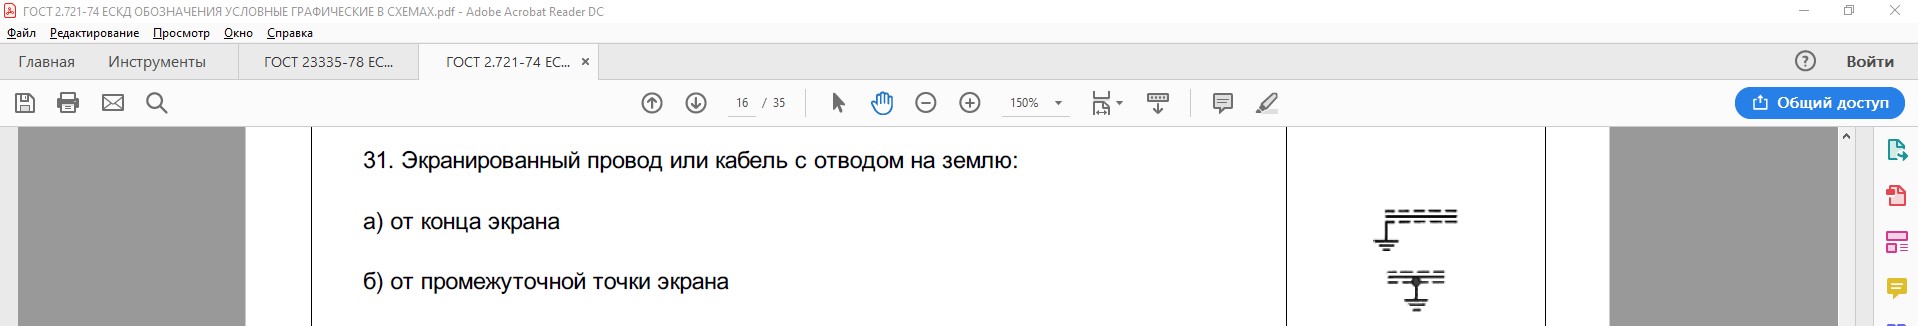 ГОСТ 2.721-74 ЕСКД ОБОЗНАЧЕНИЯ УСЛОВНЫЕ ГРАФИЧЕСКИЕ В СХЕМАХ.pdf - Adobe Acrobat Reader DC
Файл Редактирование Просмотр Окно Справка
Главная Инструменты ГОСТ 23335-78 ЕС... ГОСТ 2.721-74 ЕС... × ? Войти
16 / 35 150% Общий доступ
31. Экранированный провод или кабель с отводом на землю:
а) от конца экрана
б) от промежуточной точки экрана